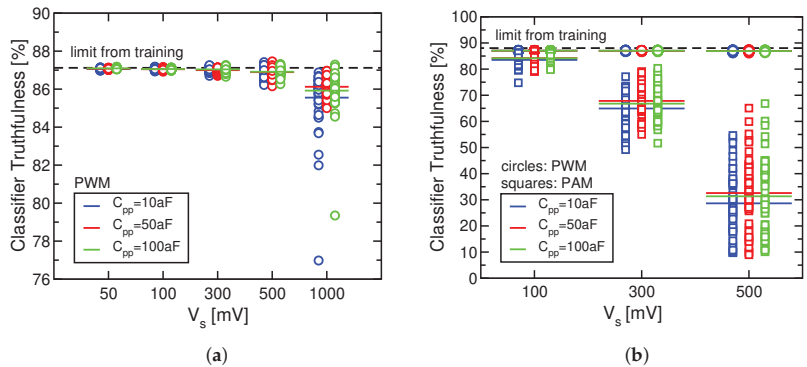 88
86
84
82
80
78
76
Classifier Truthfulness [%]
limit from training
PWM
C_pp=10aF
C_pp=50aF
C_pp=100aF
50 100 300 500 1000
V_s [mV]
(a)
100
90
80
70
60
50
40
30
20
10
0
Classifier Truthfulness [%]
limit from training
circles: PWM
squares: PAM
C_pp=10aF
C_pp=50aF
C_pp=100aF
100 300 500
V_s [mV]
(b)